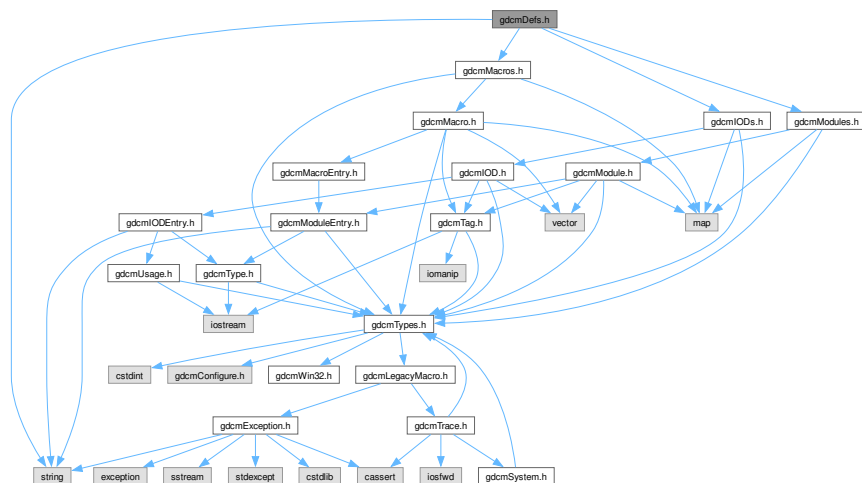 gdcmDefs.h
gdcmMacros.h
gdcmMacro.h
gdcmIODs.h
gdcmModules.h
gdcmMacroEntry.h
gdcmIOD.h
gdcmModule.h
gdcmIODEntry.h
gdcmModuleEntry.h
gdcmTag.h
vector
map
gdcmUsage.h
gdcmType.h
iomanip
iostream
gdcmTypes.h
cstdint
gdcmConfigure.h
gdcmWin32.h
gdcmLegacyMacro.h
gdcmException.h
gdcmTrace.h
string
exception
sstream
stdexcept
cstdlib
cassert
iosfwd
gdcmSystem.h